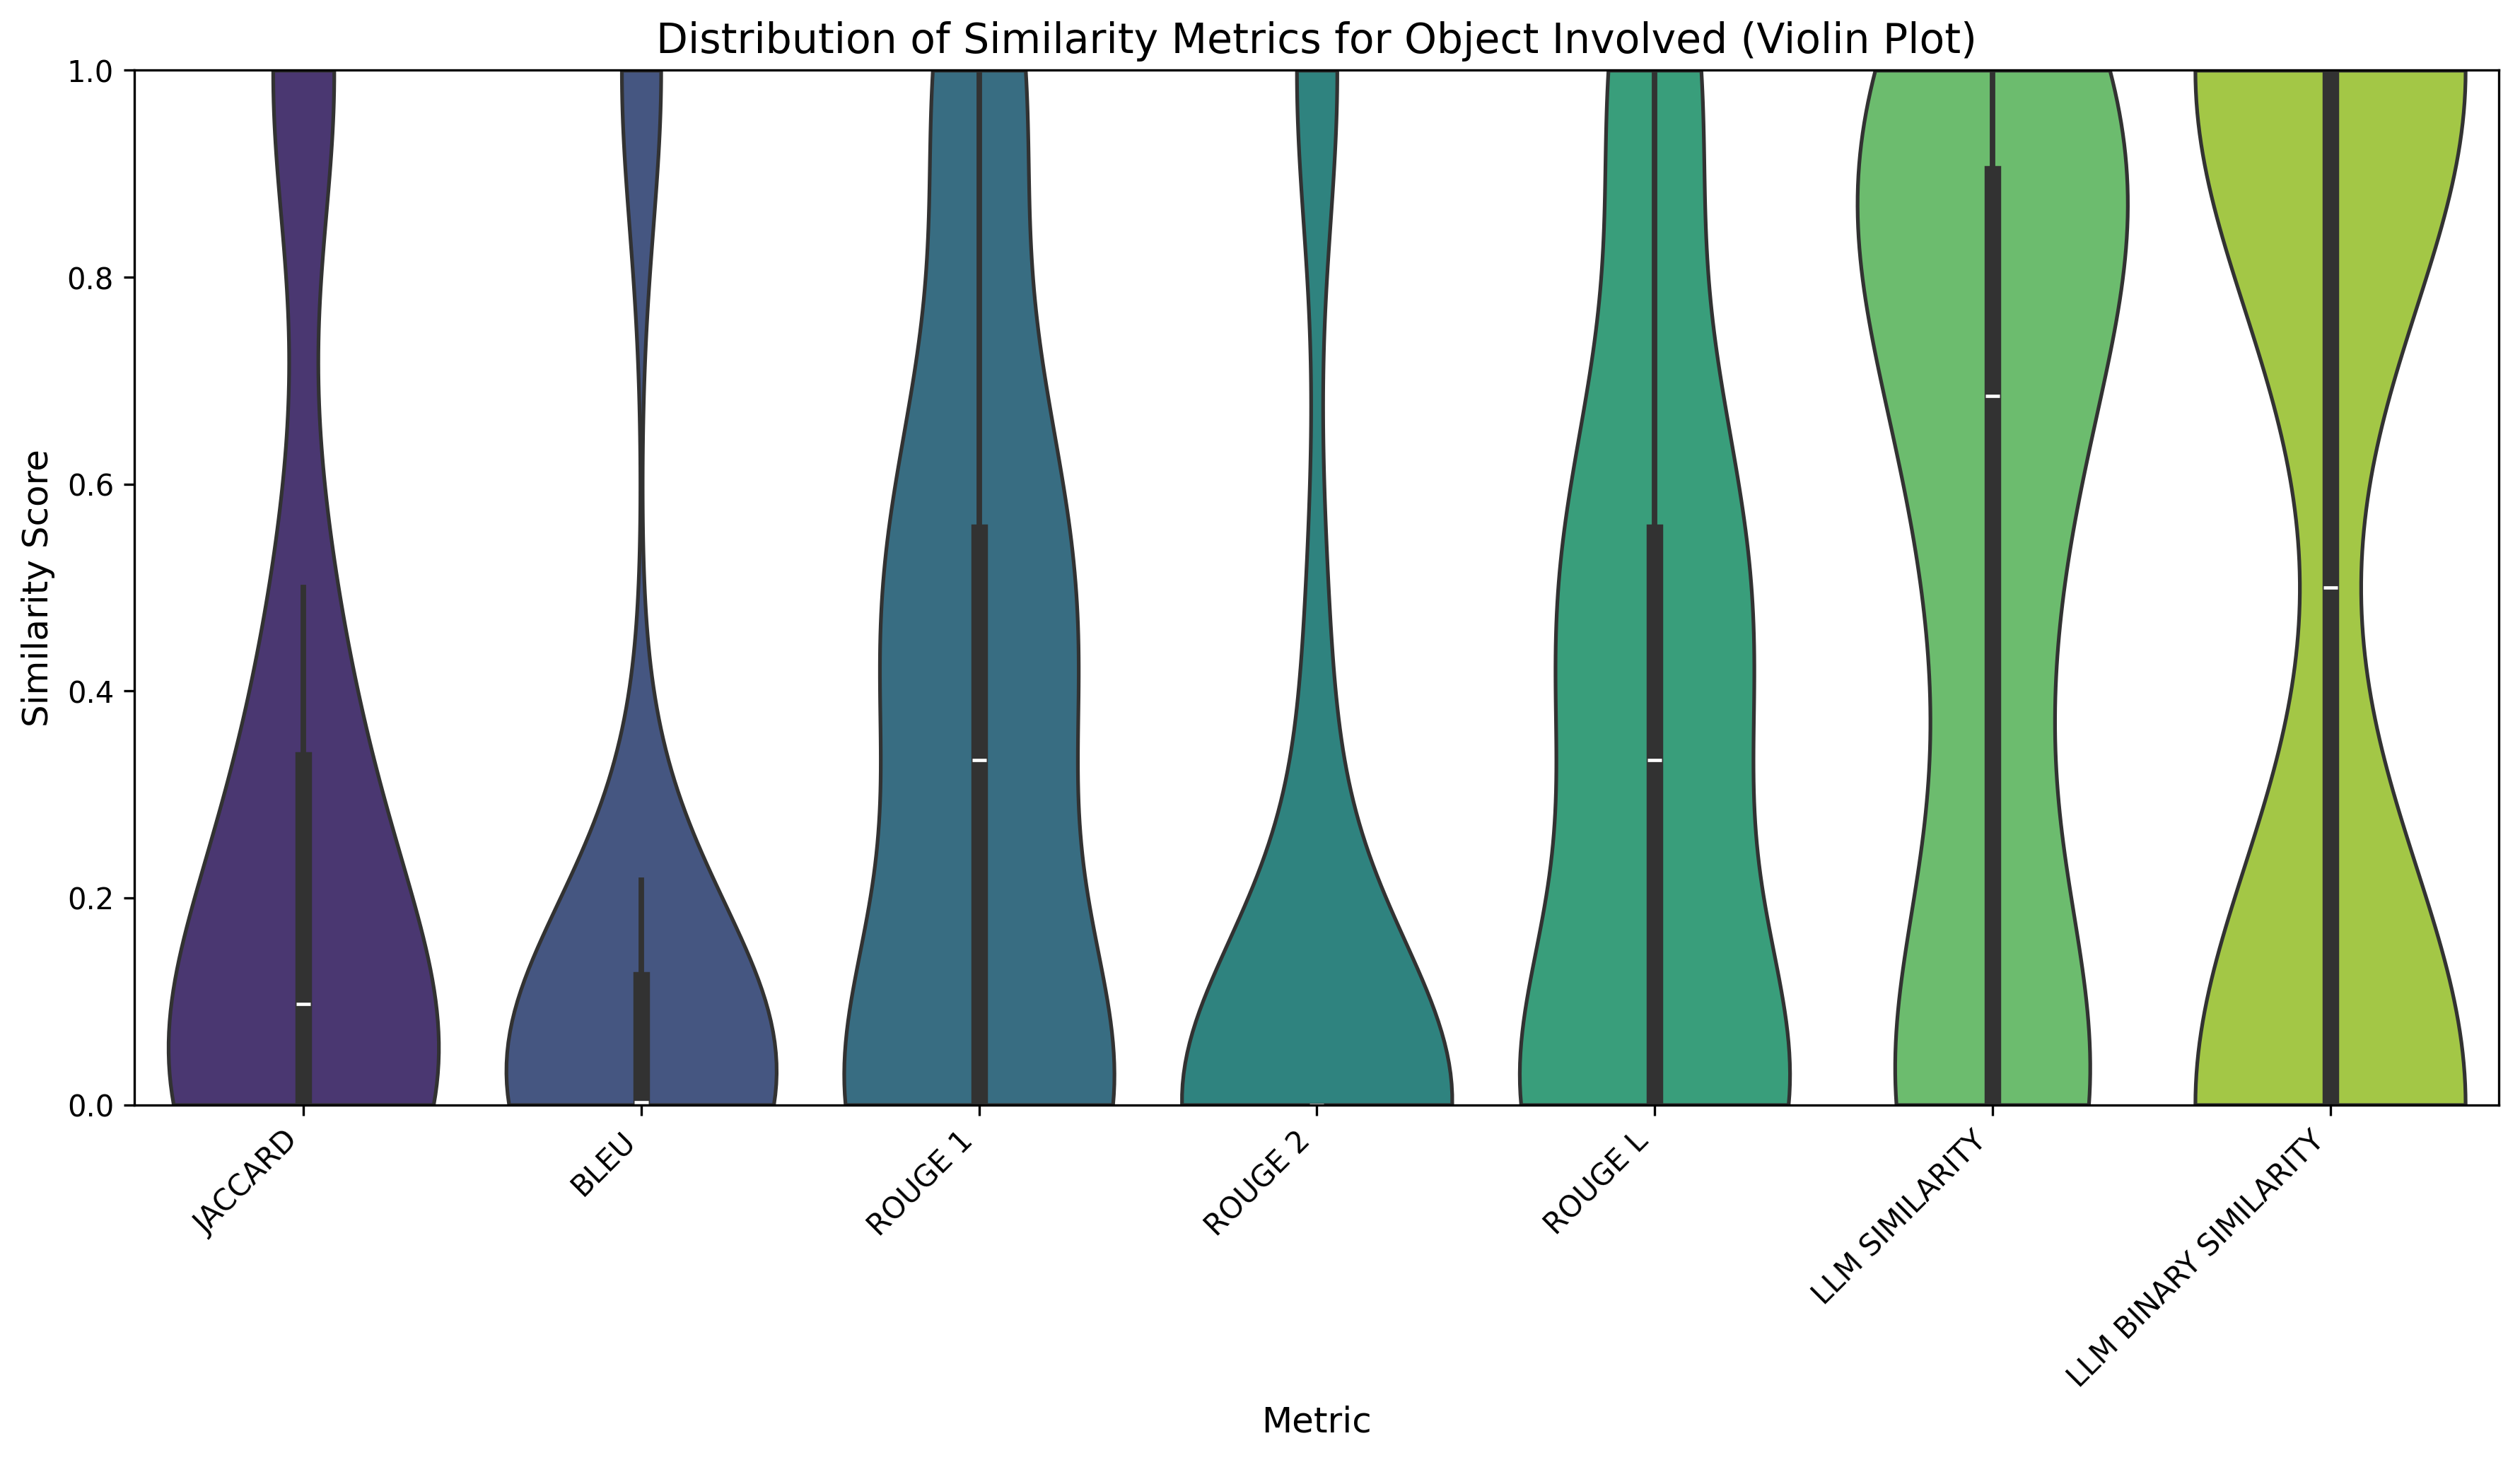 Distribution of Similarity Metrics for Object Involved (Violin Plot)
Similarity Score
1.0
0.8
0.6
0.4
0.2
0.0
JACCARD
BLEU
ROUGE 1
ROUGE 2
ROUGE L
LLM SIMILARITY
LLM BINARY SIMILARITY
Metric